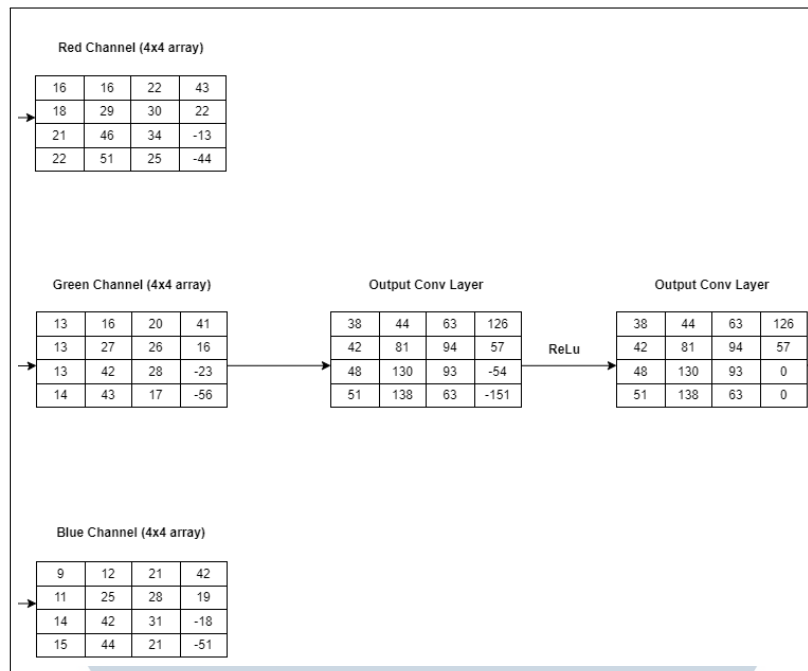 Red Channel (4x4 array)
16 16 22 43
18 29 30 22
21 46 34 -13
22 51 25 -44
Green Channel (4x4 array)
13 16 20 41
13 27 26 16
13 42 28 -23
14 43 17 -56
Output Conv Layer
38 44 63 126
42 81 94 57
48 130 93 -54
51 138 63 -151
ReLu
Output Conv Layer
38 44 63 126
42 81 94 57
48 130 93 0
51 138 63 0
Blue Channel (4x4 array)
9 12 21 42
11 25 28 19
14 42 31 -18
15 44 21 -51